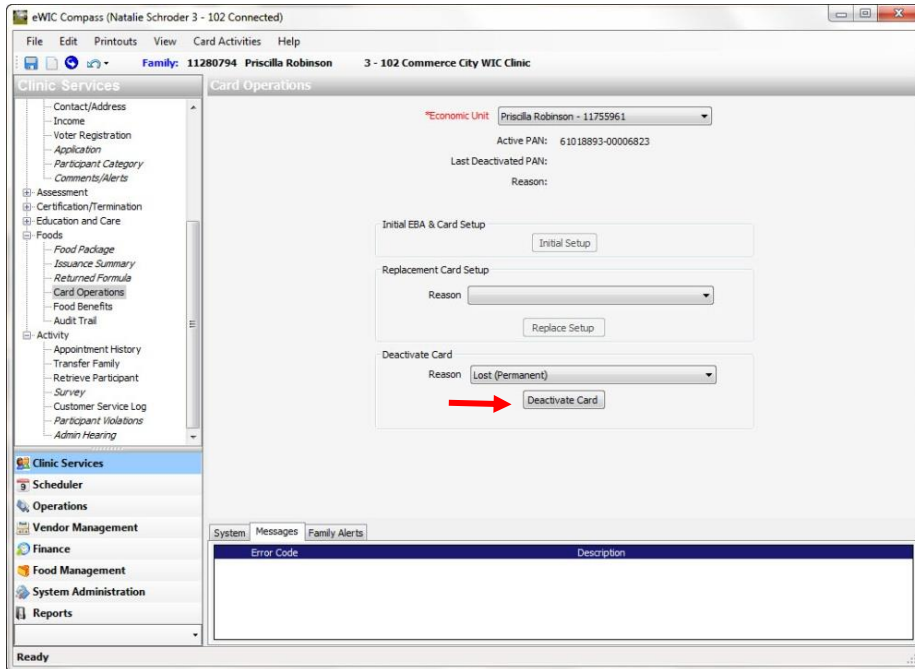 eWIC Compass (Natalie Schroder 3 - 102 Connected)
File Edit Printouts View Card Activities Help
Family: 11280794 Priscilla Robinson 3 - 102 Commerce City WIC Clinic
Clinic Services
Contact/Address
Income
Voter Registration
Application
Participant Category
Comments/Alerts
Assessment
Certification/Termination
Education and Care
Foods
Food Package
Issuance Summary
Returned Formula
Card Operations
Food Benefits
Audit Trail
Activity
Appointment History
Transfer Family
Retrieve Participant
Survey
Customer Service Log
Participant Violations
Admin Hearing
Clinic Services
9 Scheduler
Operations
Vendor Management
Finance
Food Management
System Administration
Reports
Card Operations
*Economic Unit Priscilla Robinson - 11755961
Active PAN: 61018893-00006823
Last Deactivated PAN:
Reason:
Initial EBA & Card Setup
Initial Setup
Replacement Card Setup
Reason
Replace Setup
Deactivate Card
Reason Lost (Permanent)
Deactivate Card
System Messages Family Alerts
Error Code Description
Ready